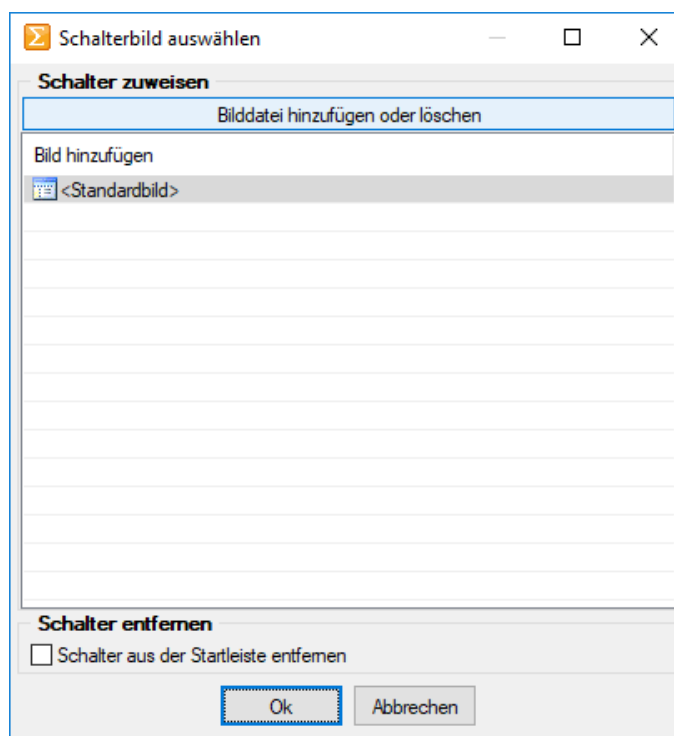 Schalterbild auswählen
Schalter zuweisen
Bilddatei hinzufügen oder löschen
Bild hinzufügen
<Standardbild>
Schalter entfernen
Schalter aus der Startleiste entfernen
Ok
Abbrechen